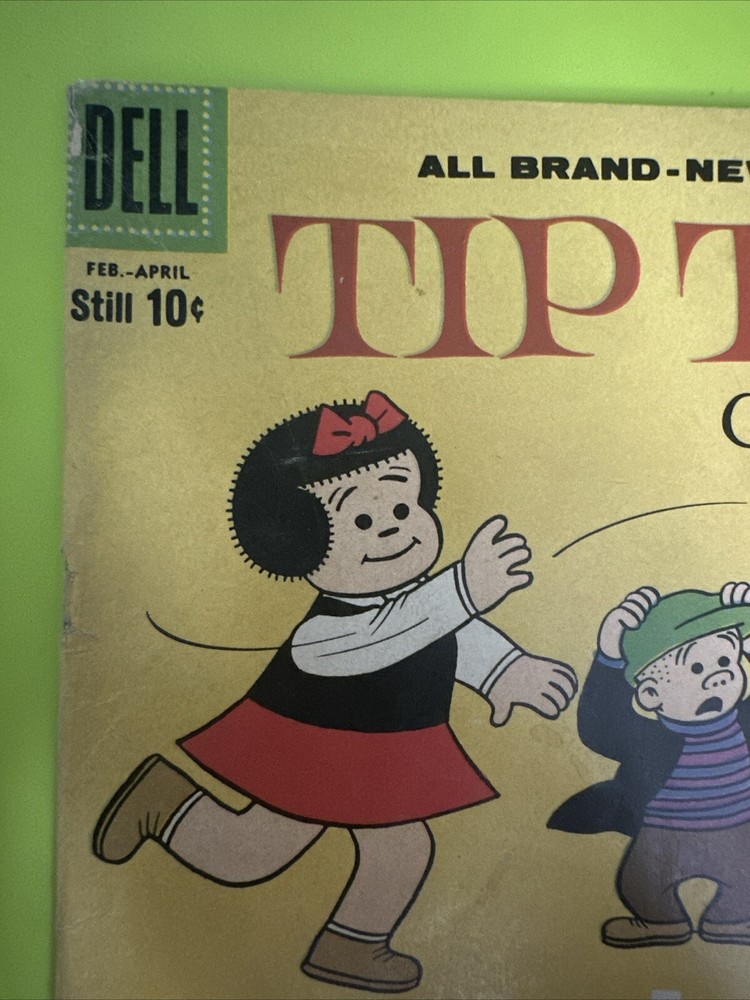 DELL
FEB.-APRIL
Still 10¢
ALL BRAND-NEW
TIP T
C